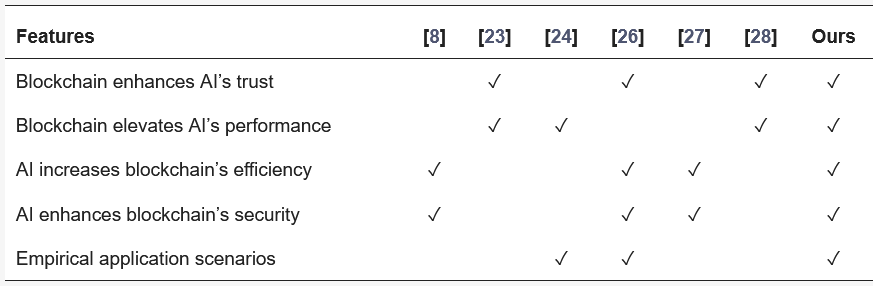 Features [8] [23] [24] [26] [27] [28] Ours
Blockchain enhances AI’s trust ✓ ✓ ✓ ✓
Blockchain elevates AI’s performance ✓ ✓ ✓ ✓
AI increases blockchain’s efficiency ✓ ✓ ✓ ✓
AI enhances blockchain’s security ✓ ✓ ✓ ✓
Empirical application scenarios ✓ ✓ ✓